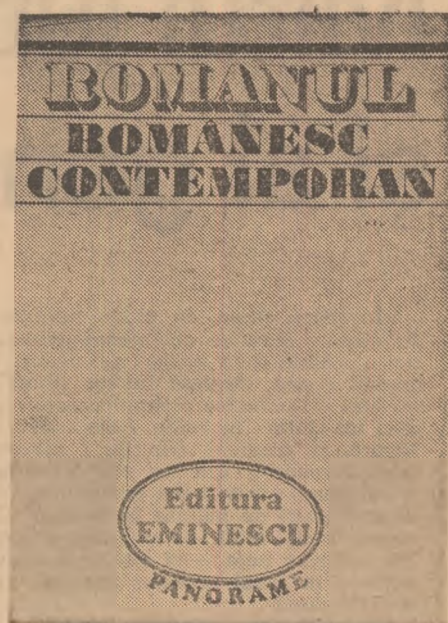 ROMANUL
ROMÂNESC
CONTEMPORAN
Editura
EMINESCU
PANORAME